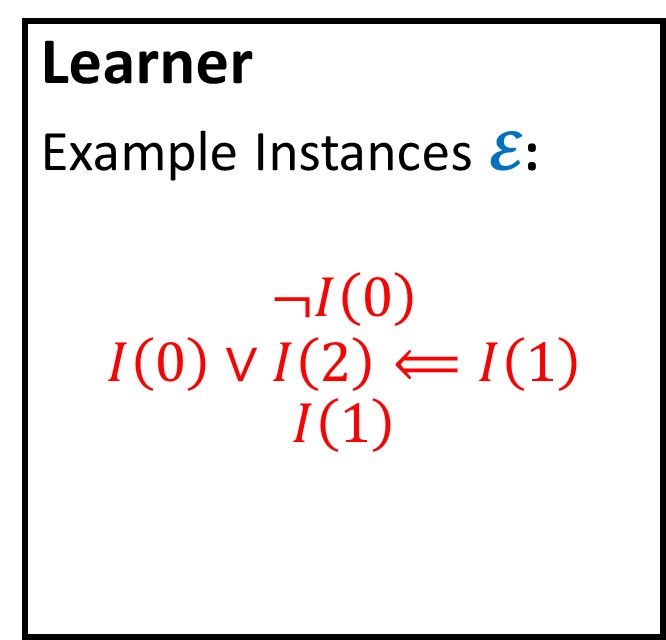 Learner
Example Instances ℰ:
¬I(0)
I(0) ∨ I(2) ⟸ I(1)
I(1)